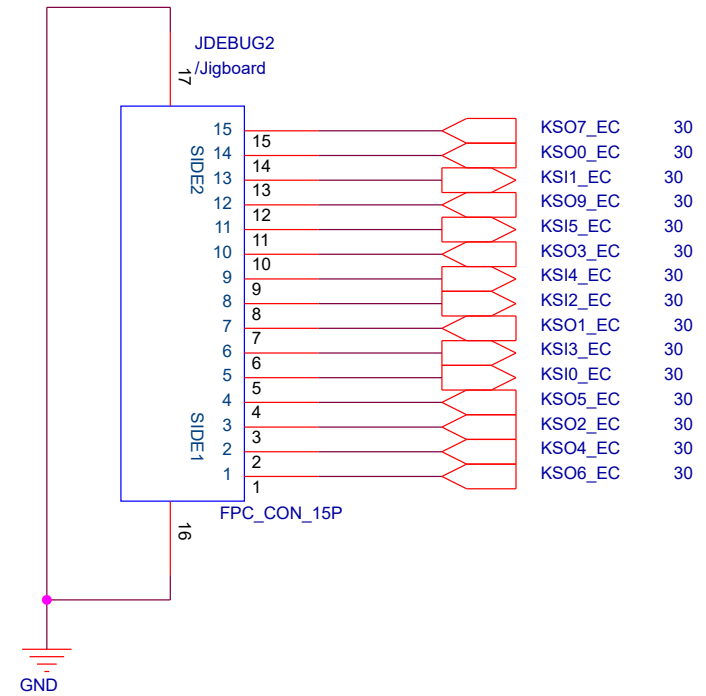 JDEBUG2
/Jigboard
17
15 15 KSO7_EC 30
14 14 KSO0_EC 30
13 13 KSI1_EC 30
12 12 KSO9_EC 30
11 11 KSI5_EC 30
10 10 KSO3_EC 30
9 9 KSI4_EC 30
8 8 KSI2_EC 30
7 7 KSO1_EC 30
6 6 KSI3_EC 30
5 5 KSI0_EC 30
4 4 KSO5_EC 30
3 3 KSO2_EC 30
2 2 KSO4_EC 30
1 1 KSO6_EC 30
SIDE2
SIDE1
FPC_CON_15P
16
GND